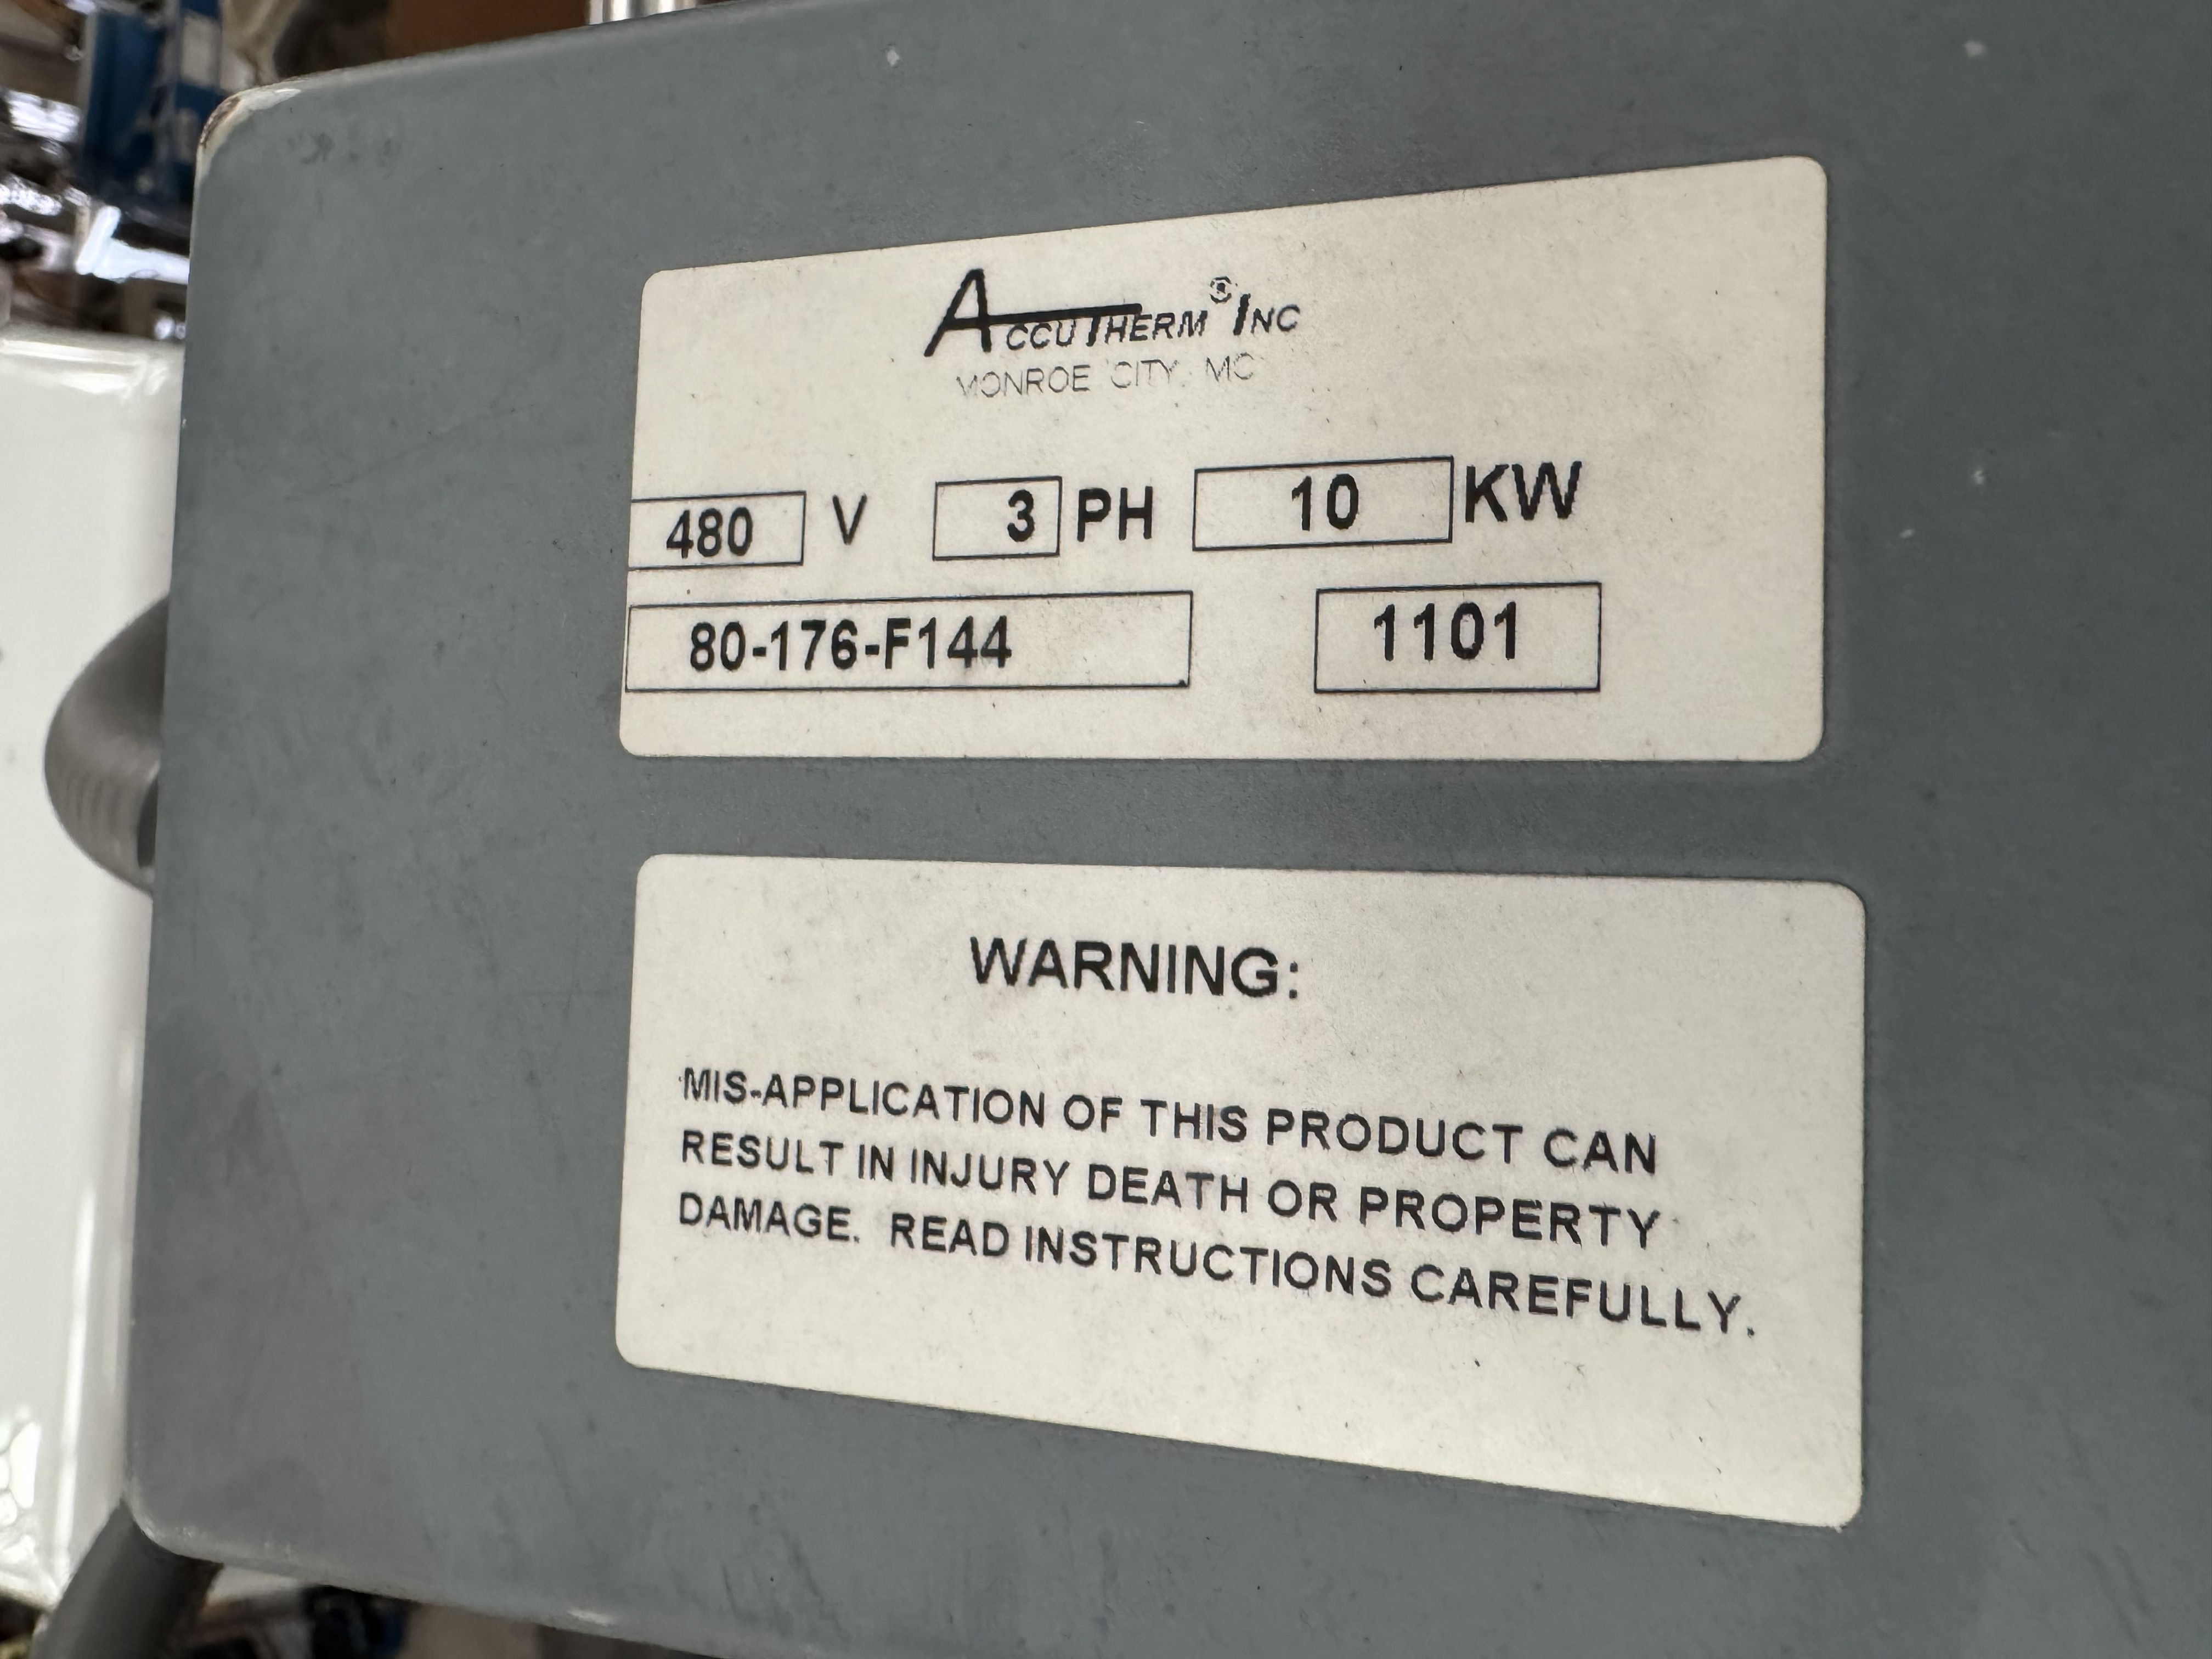 ACCUTHERM® INC
MONROE CITY, MO
480 V 3 PH 10 KW
80-176-F144 1101
WARNING:
MIS-APPLICATION OF THIS PRODUCT CAN
RESULT IN INJURY DEATH OR PROPERTY
DAMAGE. READ INSTRUCTIONS CAREFULLY.